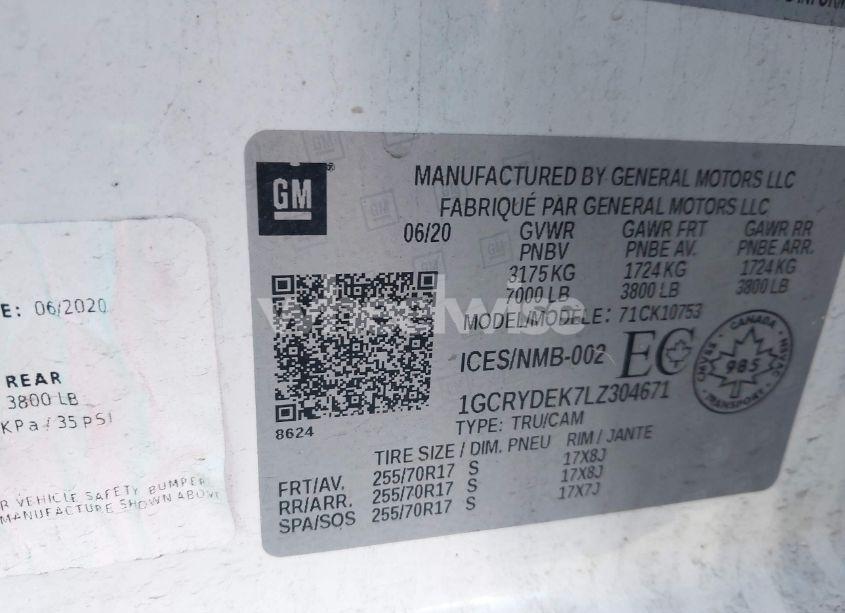 E: 06/2020
REAR
3800 LB
KPa/35 PSI
R VEHICLE SAFETY BUMPER
MANUFACTURE SHOWN ABOVE
GM
MANUFACTURED BY GENERAL MOTORS LLC
FABRIQUÉ PAR GENERAL MOTORS LLC
06/20 GVWR GAWR FRT GAWR RR
PNBV PNBE AV. PNBE ARR.
3175 KG 1724 KG 1724 KG
7000 LB 3800 LB 3800 LB
MODEL/MODELE: 71CK10753
ICES/NMB-002 EC
CANADA
985
TRANSPORT
CMVSS
NSVAC
1GCRYDEK7LZ304671
TYPE: TRU/CAM
8624
TIRE SIZE / DIM. PNEU RIM / JANTE
FRT/AV. 255/70R17 S 17X8J
RR/ARR. 255/70R17 S 17X8J
SPA/SOS 255/70R17 S 17X7J